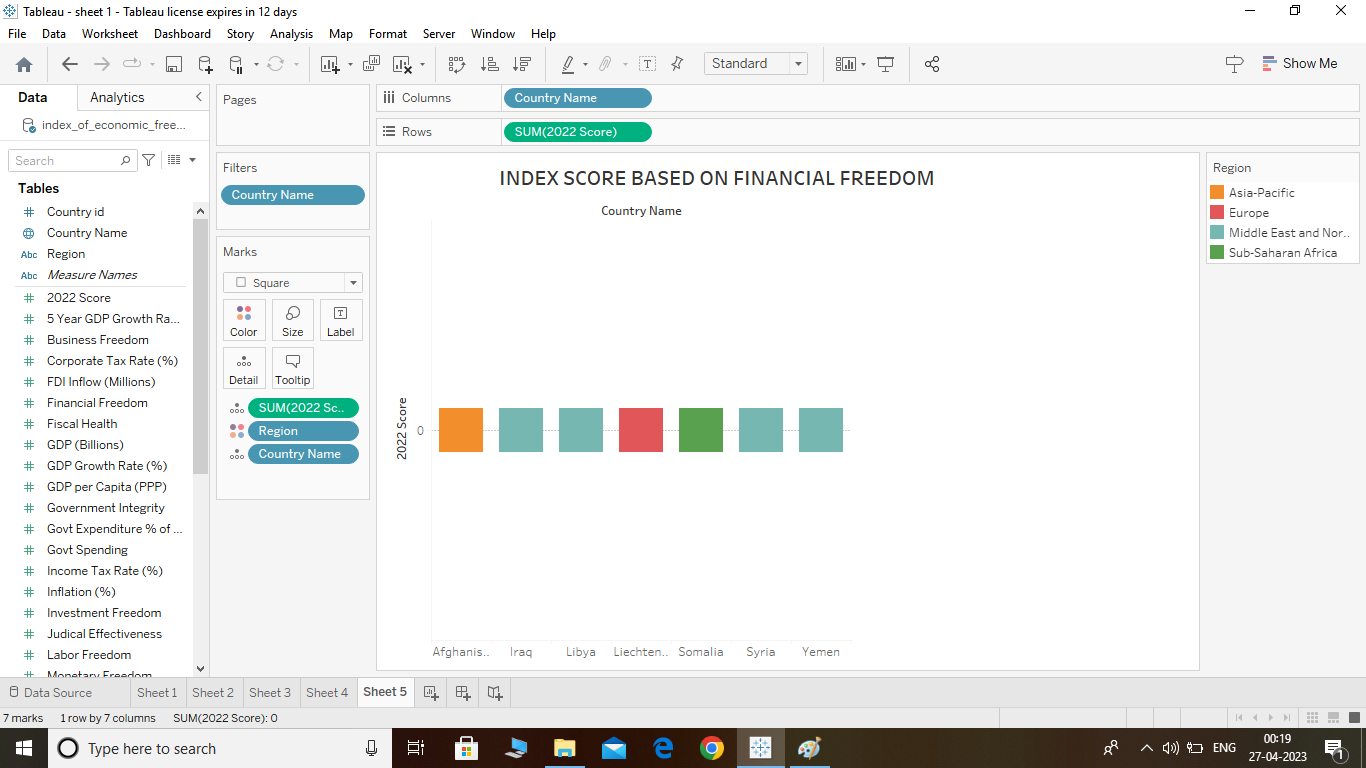 Tableau - sheet 1 - Tableau license expires in 12 days
File Data Worksheet Dashboard Story Analysis Map Format Server Window Help
Standard
Show Me
Data Analytics
index_of_economic_free...
Search
Tables
Country id
Country Name
Abc Region
Abc Measure Names
2022 Score
5 Year GDP Growth Ra...
Business Freedom
Corporate Tax Rate (%)
FDI Inflow (Millions)
Financial Freedom
Fiscal Health
GDP (Billions)
GDP Growth Rate (%)
GDP per Capita (PPP)
Government Integrity
Govt Expenditure % of ...
Govt Spending
Income Tax Rate (%)
Inflation (%)
Investment Freedom
Judical Effectiveness
Labor Freedom
Monetary Freedom
Pages
Filters
Country Name
Marks
Square
Color Size Label
Detail Tooltip
SUM(2022 Sc..
Region
Country Name
Columns Country Name
Rows SUM(2022 Score)
INDEX SCORE BASED ON FINANCIAL FREEDOM
Country Name
2022 Score
0
Afghanis.. Iraq Libya Liechten.. Somalia Syria Yemen
Region
Asia-Pacific
Europe
Middle East and Nor..
Sub-Saharan Africa
Data Source Sheet 1 Sheet 2 Sheet 3 Sheet 4 Sheet 5
7 marks 1 row by 7 columns SUM(2022 Score): 0
Type here to search
ENG
00:19
27-04-2023
1